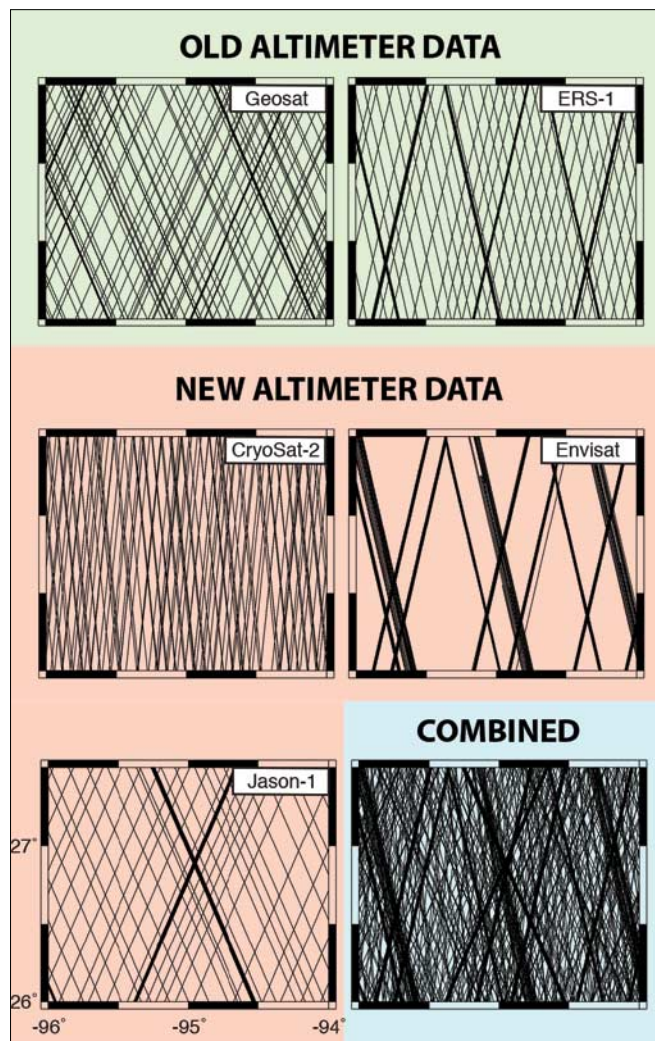 OLD ALTIMETER DATA
Geosat
ERS-1
NEW ALTIMETER DATA
CryoSat-2
Envisat
COMBINED
Jason-1
27°
26°
-96° -95° -94°